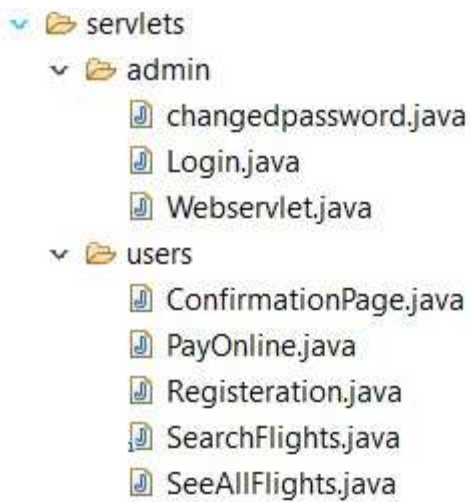 servlets
admin
changedpassword.java
Login.java
Webservlet.java
users
ConfirmationPage.java
PayOnline.java
Registeration.java
SearchFlights.java
SeeAllFlights.java